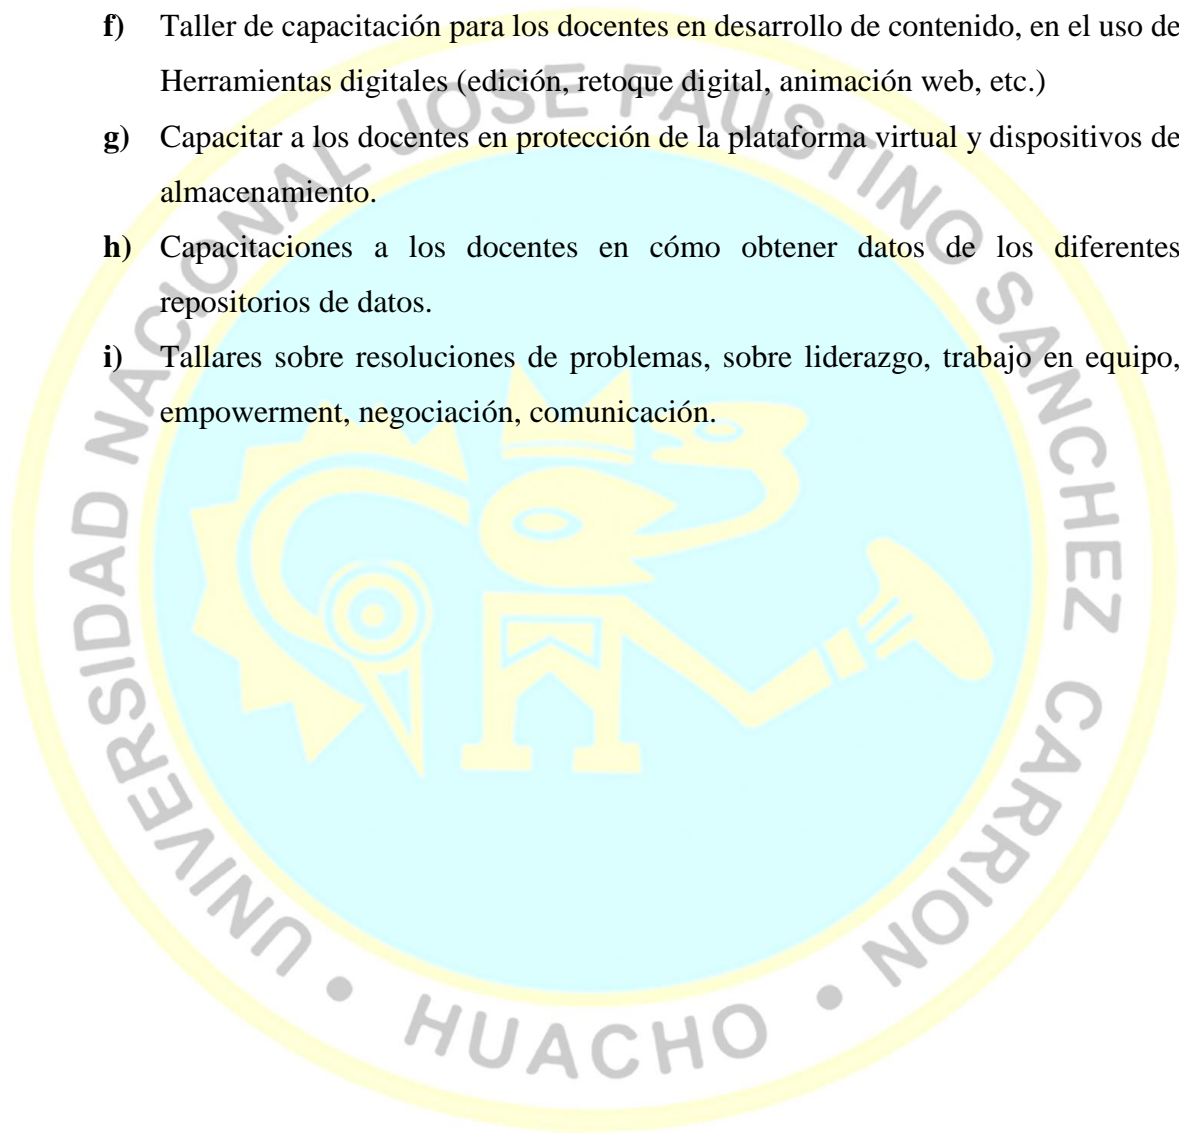 f) Taller de capacitación para los docentes en desarrollo de contenido, en el uso de
Herramientas digitales (edición, retoque digital, animación web, etc.)
g) Capacitar a los docentes en protección de la plataforma virtual y dispositivos de
almacenamiento.
h) Capacitaciones a los docentes en cómo obtener datos de los diferentes
repositorios de datos.
i) Tallares sobre resoluciones de problemas, sobre liderazgo, trabajo en equipo,
empowerment, negociación, comunicación.
UNIVERSIDAD NACIONAL JOSE FAUSTINO SANCHEZ CARRION
• HUACHO •